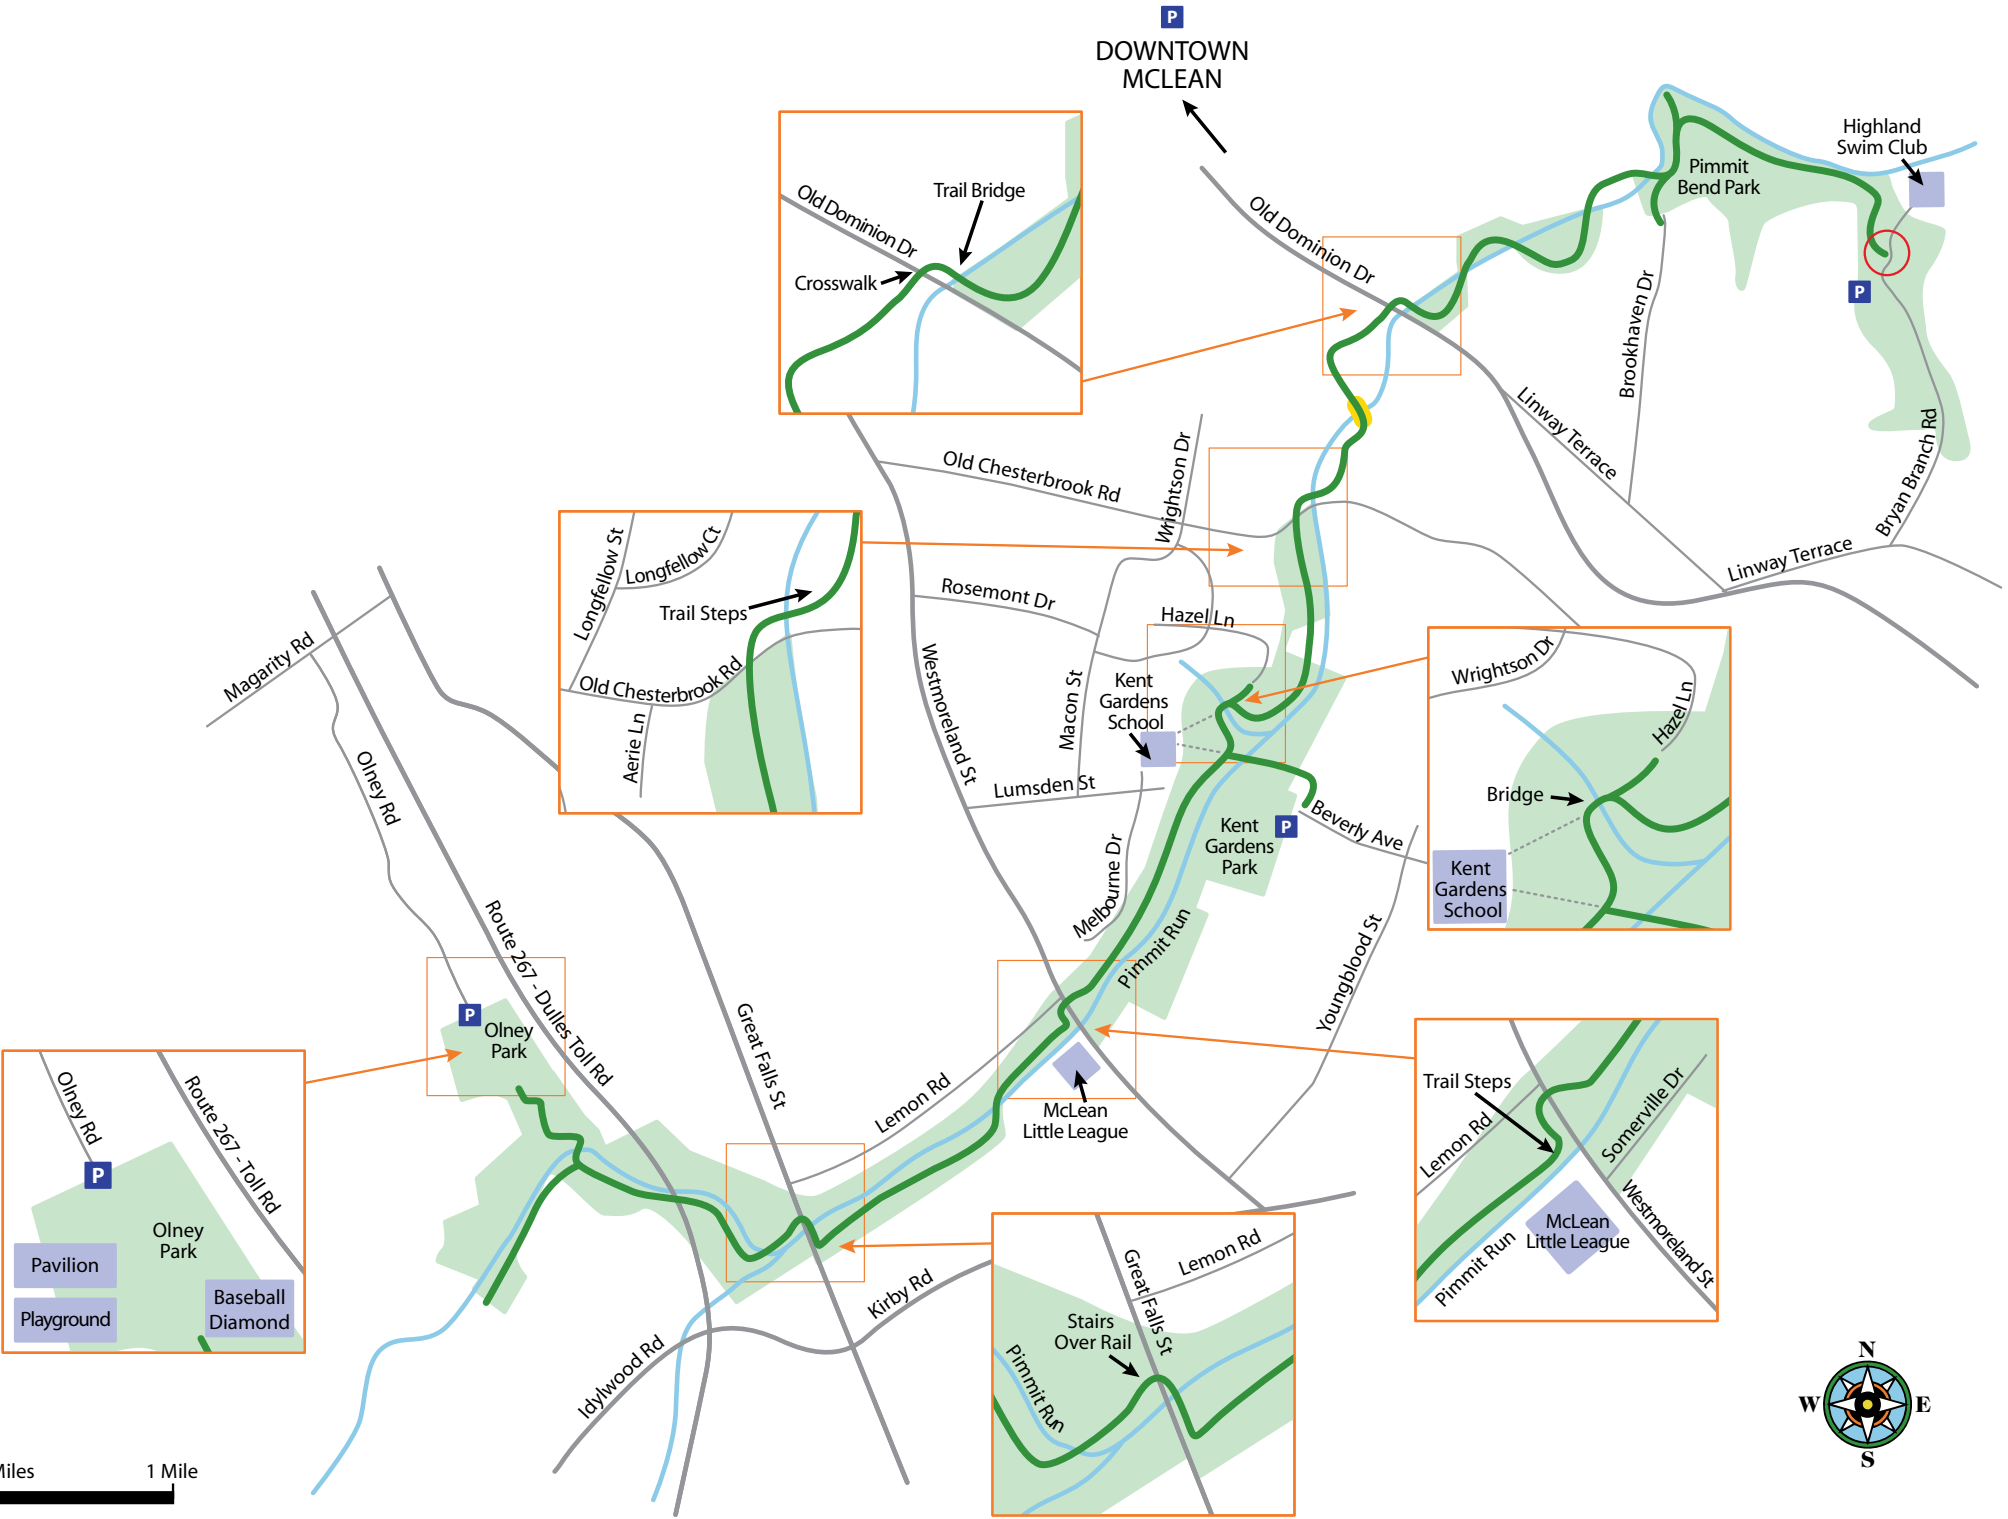 P
DOWNTOWN
MCLEAN
Highland
Swim Club
Pimmit
Bend Park
P
Old Dominion Dr
Trail Bridge
Crosswalk
Old Dominion Dr
Brookhaven Dr
Linway Terrace
Bryan Branch Rd
Linway Terrace
Old Chesterbrook Rd
Wrightson Dr
Rosemont Dr
Hazel Ln
Longfellow St
Longfellow Ct
Trail Steps
Old Chesterbrook Rd
Aerie Ln
Magarity Rd
Olney Rd
Westmoreland St
Macon St
Kent
Gardens
School
Lumsden St
Melbourne Dr
Kent
Gardens
Park
P
Beverly Ave
Wrightson Dr
Hazel Ln
Bridge
Kent
Gardens
School
Pimmit Run
Youngblood St
Route 267 - Dulles Toll Rd
Great Falls St
P
Olney
Park
Lemon Rd
McLean
Little League
Olney Rd
Route 267 - Toll Rd
P
Olney
Park
Pavilion
Playground
Baseball
Diamond
Trail Steps
Lemon Rd
Somerville Dr
Westmoreland St
McLean
Little League
Pimmit Run
Kirby Rd
Idylwood Rd
Great Falls St
Lemon Rd
Stairs
Over Rail
Pimmit Run
N
W
E
S
Miles
1 Mile